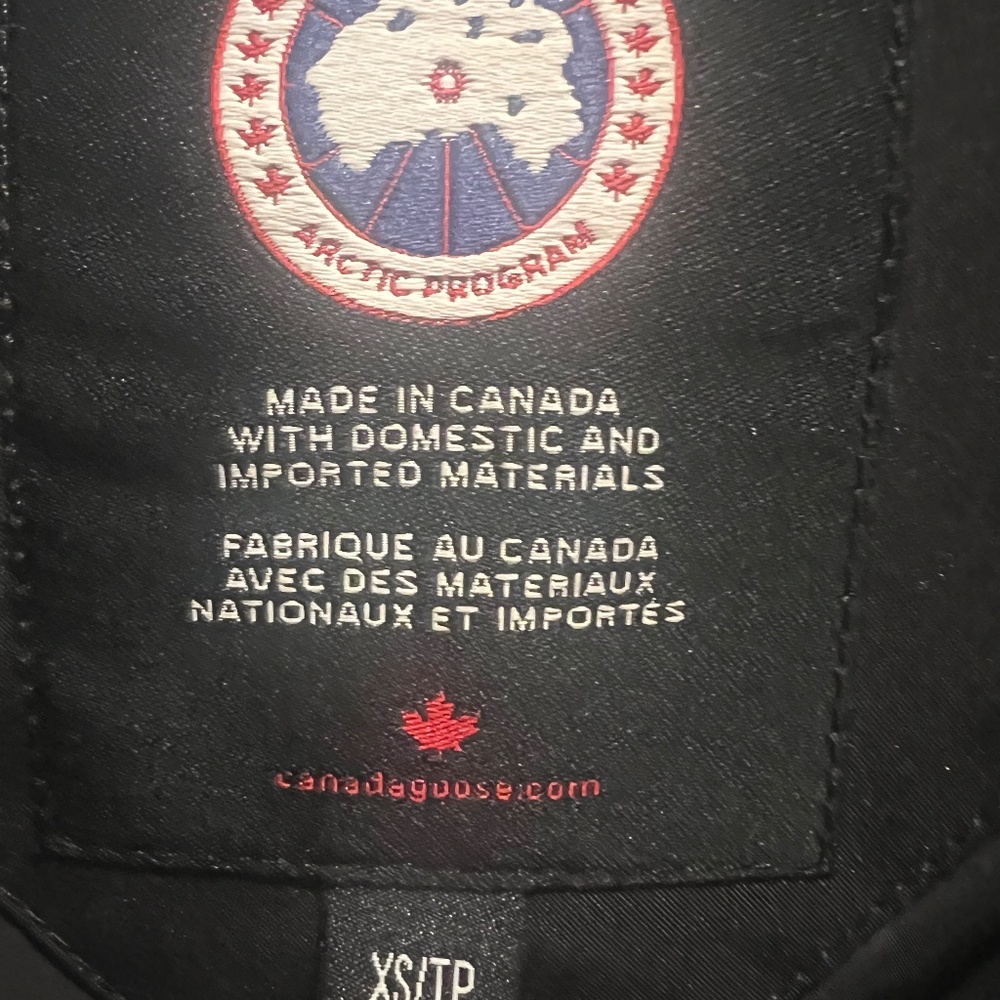 ARCTIC PROGRAM
MADE IN CANADA
WITH DOMESTIC AND
IMPORTED MATERIALS
FABRIQUE AU CANADA
AVEC DES MATERIAUX
NATIONAUX ET IMPORTÉS
canadagoose.com
XS/TP